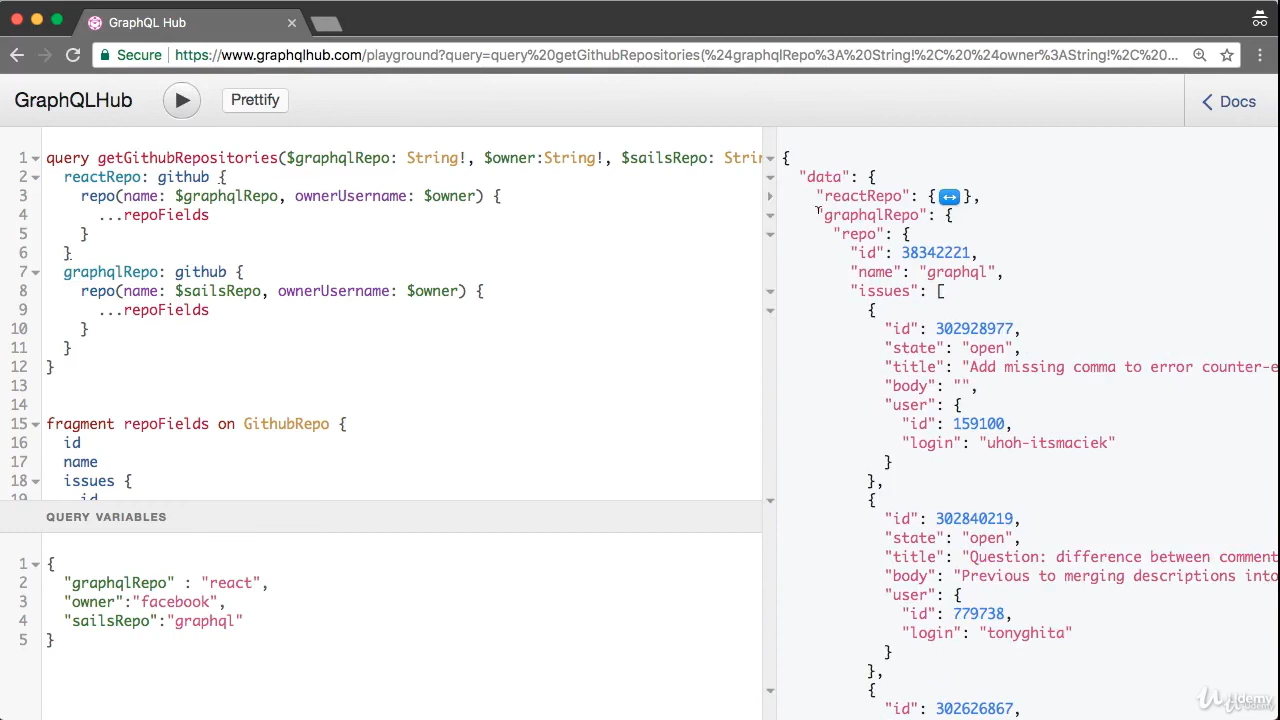 GraphQL Hub
Secure https://www.graphqlhub.com/playground?query=query%20getGithubRepositories(%24graphqlRepo%3A%20String!%2C%20%24owner%3AString!%2C%20...
GraphQLHub
Prettify
Docs
1 query getGithubRepositories($graphqlRepo: String!, $owner:String!, $sailsRepo: Strin
2 reactRepo: github {
3 repo(name: $graphqlRepo, ownerUsername: $owner) {
4 ...repoFields
5 }
6 }
7 graphqlRepo: github {
8 repo(name: $sailsRepo, ownerUsername: $owner) {
9 ...repoFields
10 }
11 }
12 }
13
14
15 fragment repoFields on GithubRepo {
16 id
17 name
18 issues {
19 id
QUERY VARIABLES
1 {
2 "graphqlRepo" : "react",
3 "owner":"facebook",
4 "sailsRepo":"graphql"
5 }
{
"data": {
"reactRepo": {↔},
"graphqlRepo": {
"repo": {
"id": 38342221,
"name": "graphql",
"issues": [
{
"id": 302928977,
"state": "open",
"title": "Add missing comma to error counter-e
"body": "",
"user": {
"id": 159100,
"login": "uhoh-itsmaciek"
}
},
{
"id": 302840219,
"state": "open",
"title": "Question: difference between comment
"body": "Previous to merging descriptions into
"user": {
"id": 779738,
"login": "tonyghita"
}
},
{
"id": 302626867,
Udemy